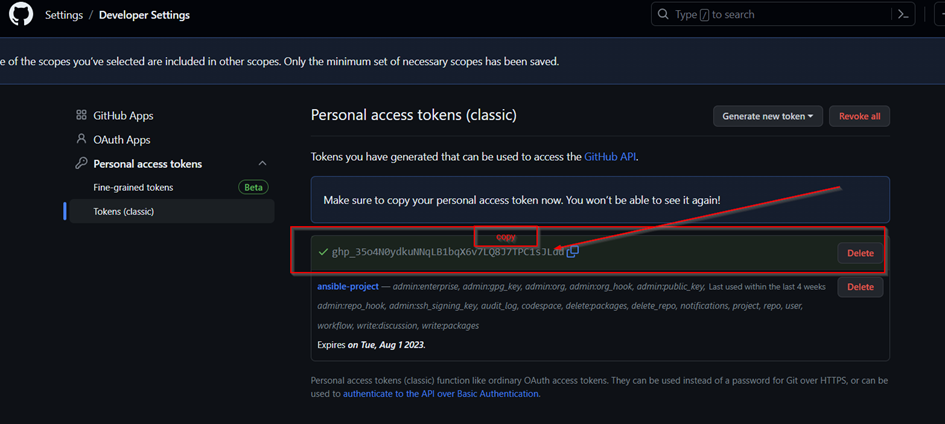 Settings / Developer Settings
Type / to search
e of the scopes you've selected are included in other scopes. Only the minimum set of necessary scopes has been saved.
GitHub Apps
OAuth Apps
Personal access tokens
Fine-grained tokens Beta
Tokens (classic)
Personal access tokens (classic) Generate new token Revoke all
Tokens you have generated that can be used to access the GitHub API.
Make sure to copy your personal access token now. You won't be able to see it again!
copy
Delete
ansible-project — admin:enterprise, admin:gpg_key, admin:org, admin:org_hook, admin:public_key, Last used within the last 4 weeks Delete
admin:repo_hook, admin:ssh_signing_key, audit_log, codespace, delete:packages, delete_repo, notifications, project, repo, user,
workflow, write:discussion, write:packages
Expires on Tue, Aug 1 2023.
Personal access tokens (classic) function like ordinary OAuth access tokens. They can be used instead of a password for Git over HTTPS, or can be
used to authenticate to the API over Basic Authentication.